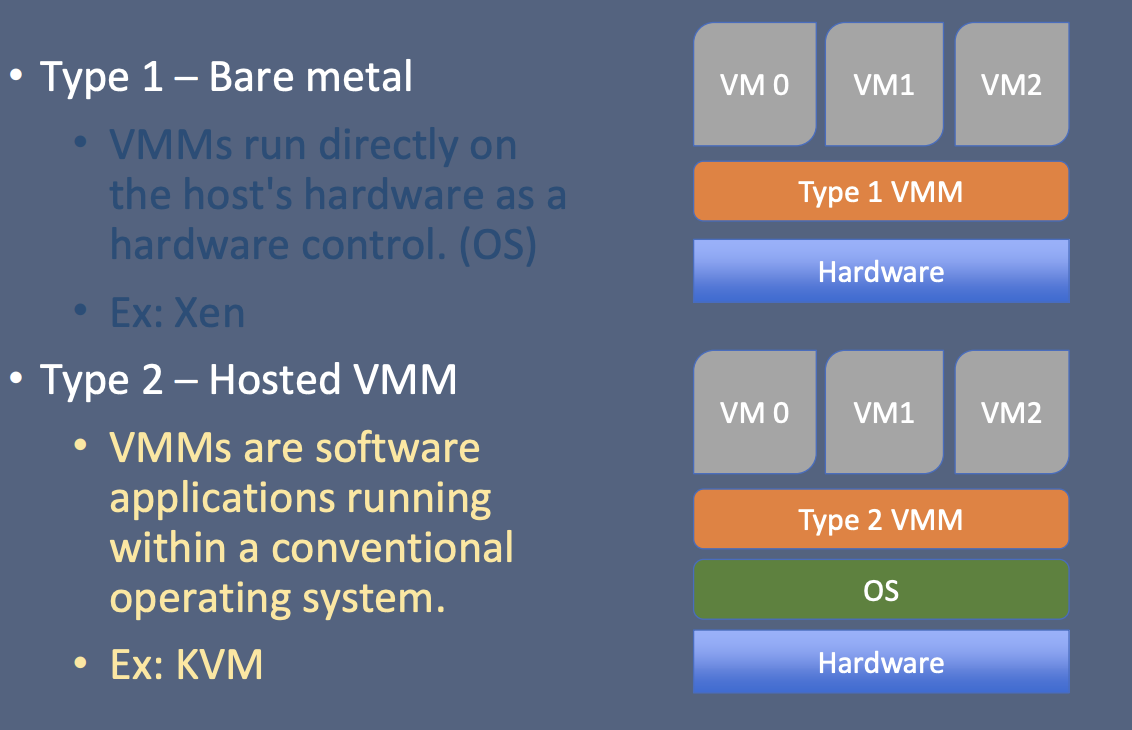 • Type 1 – Bare metal
• VMMs run directly on
the host's hardware as a
hardware control. (OS)
• Ex: Xen
• Type 2 – Hosted VMM
• VMMs are software
applications running
within a conventional
operating system.
• Ex: KVM
VM 0 VM1 VM2
Type 1 VMM
Hardware
VM 0 VM1 VM2
Type 2 VMM
OS
Hardware